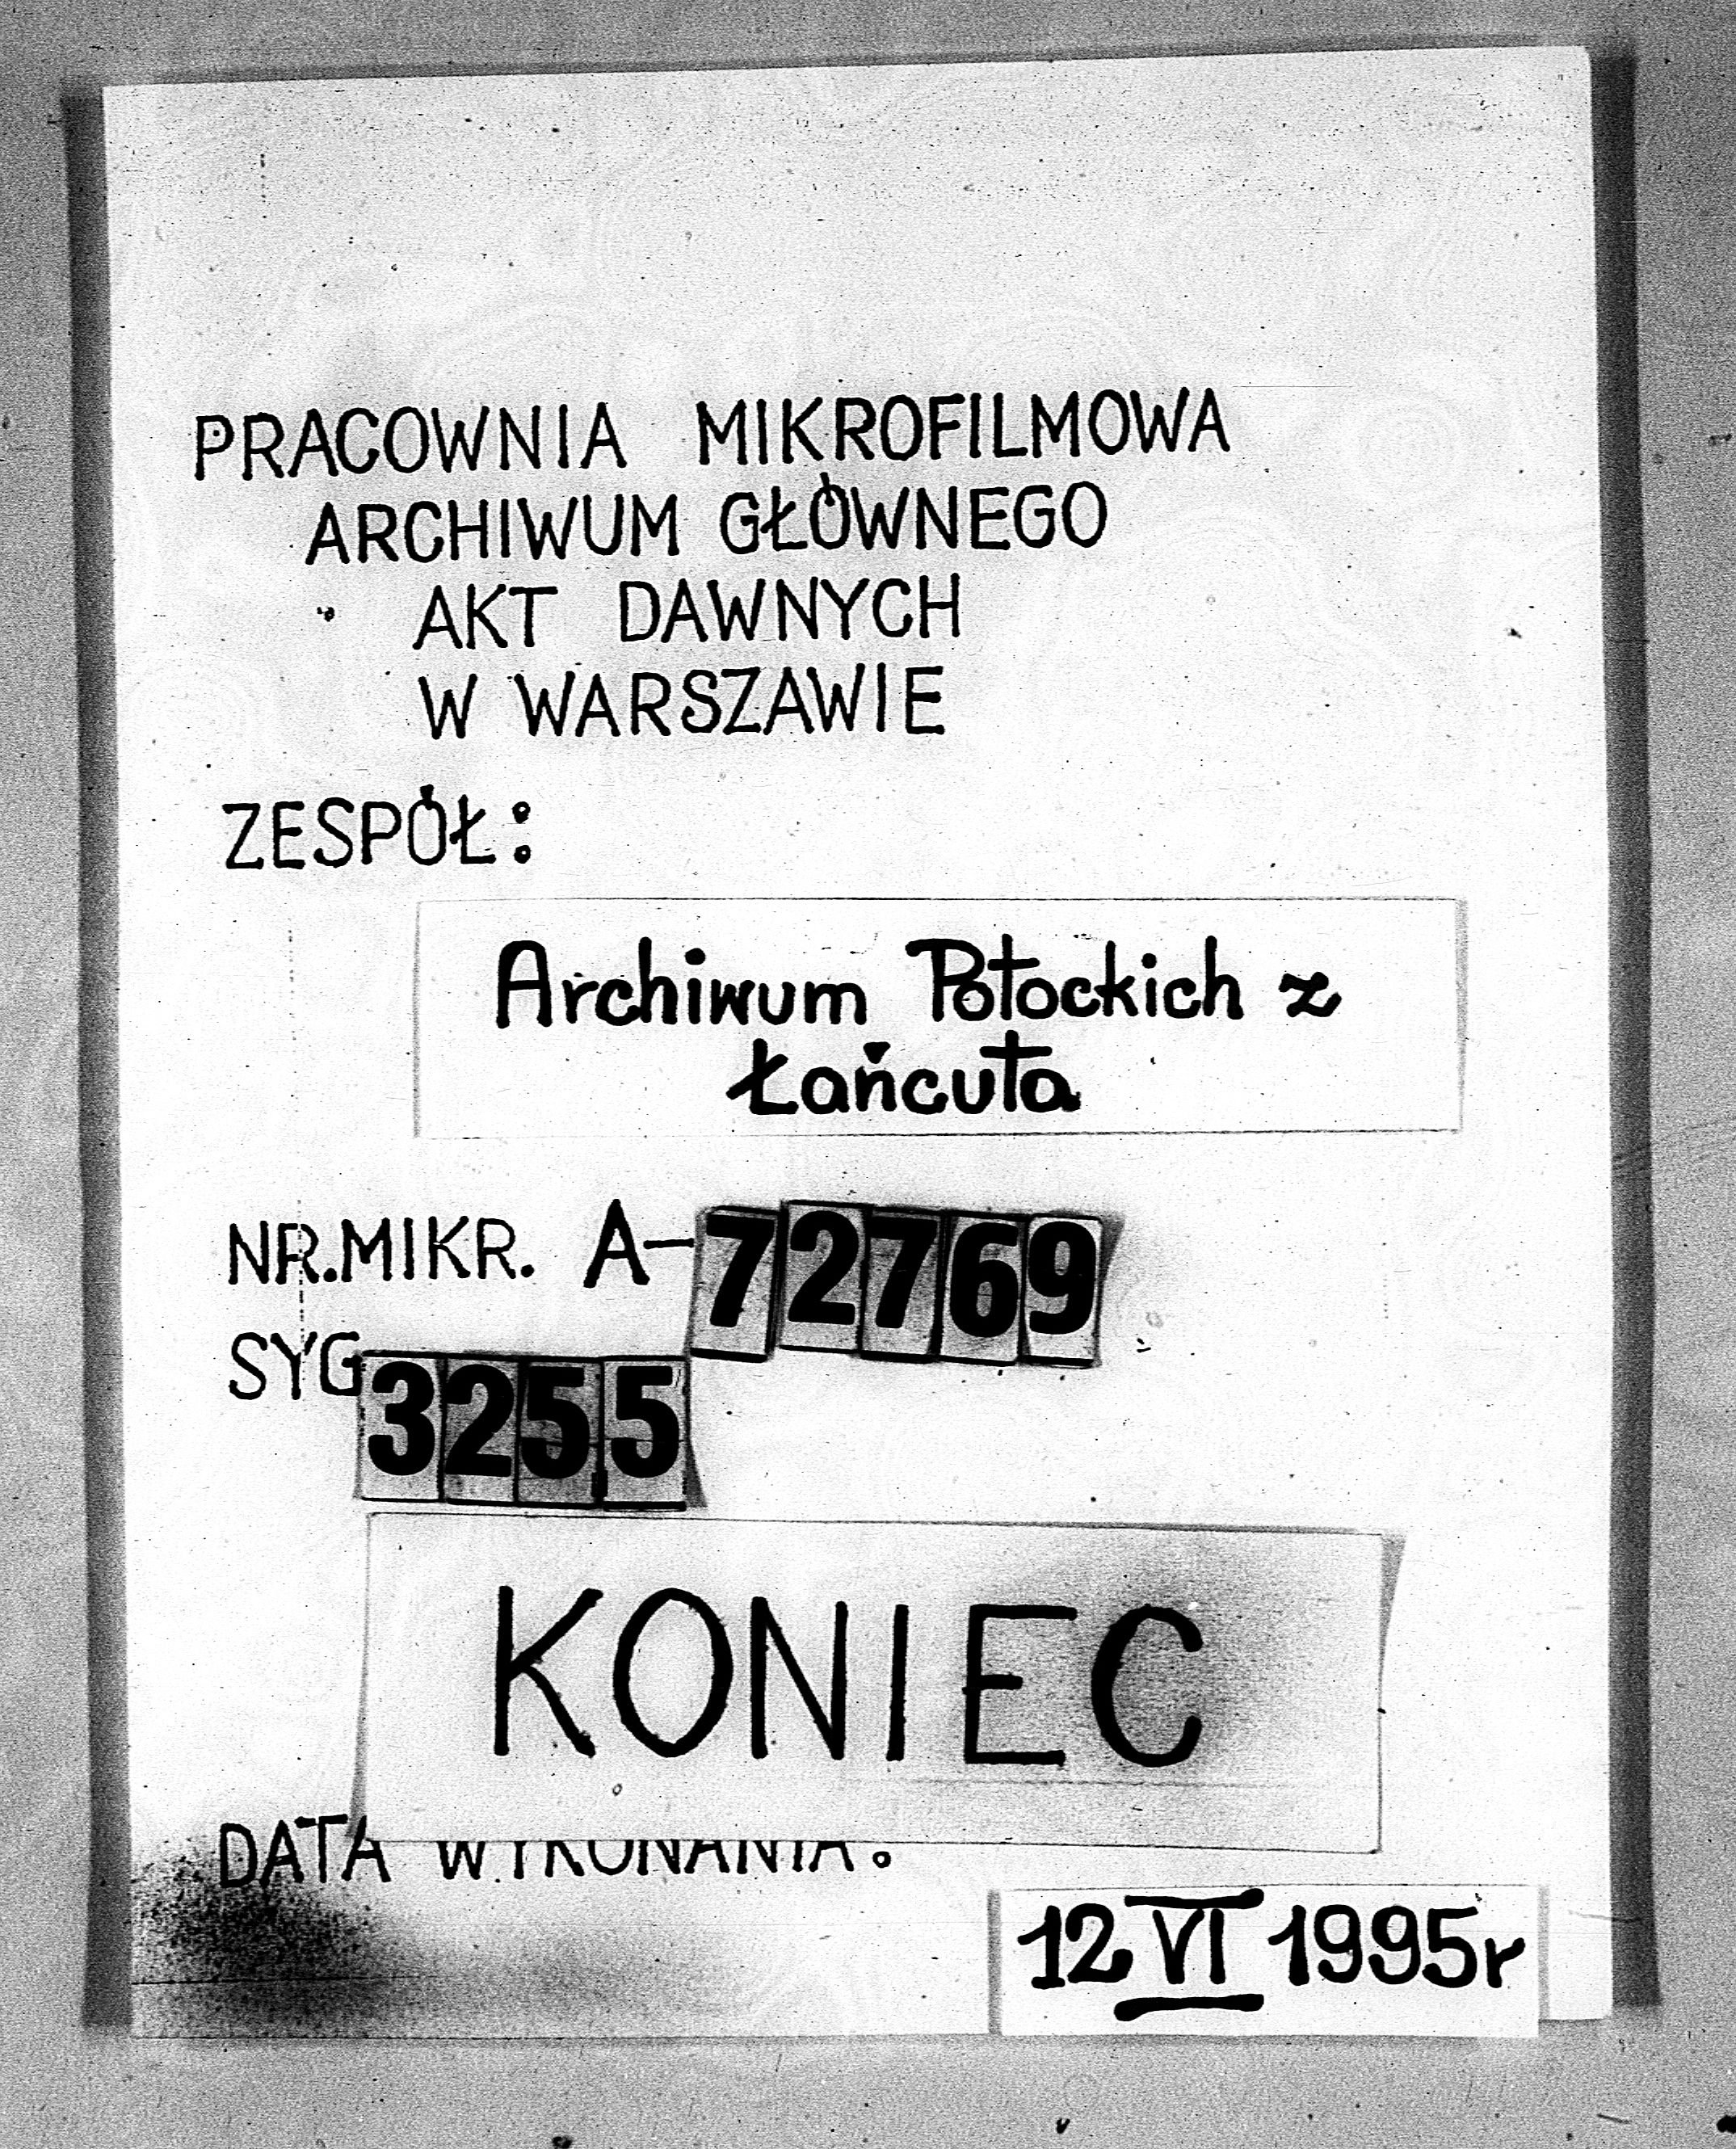 PRACOWNIA MIKROFILMOWA
ARCHIWUM GŁÓWNEGO
AKT DAWNYCH
W WARSZAWIE
ZESPÓŁ:
Archiwum Potockich z
Łańcuta
NR.MIKR. A-72769
SYG 3255
KONIEC
DATA WYKONANIA:
12 VI 1995r